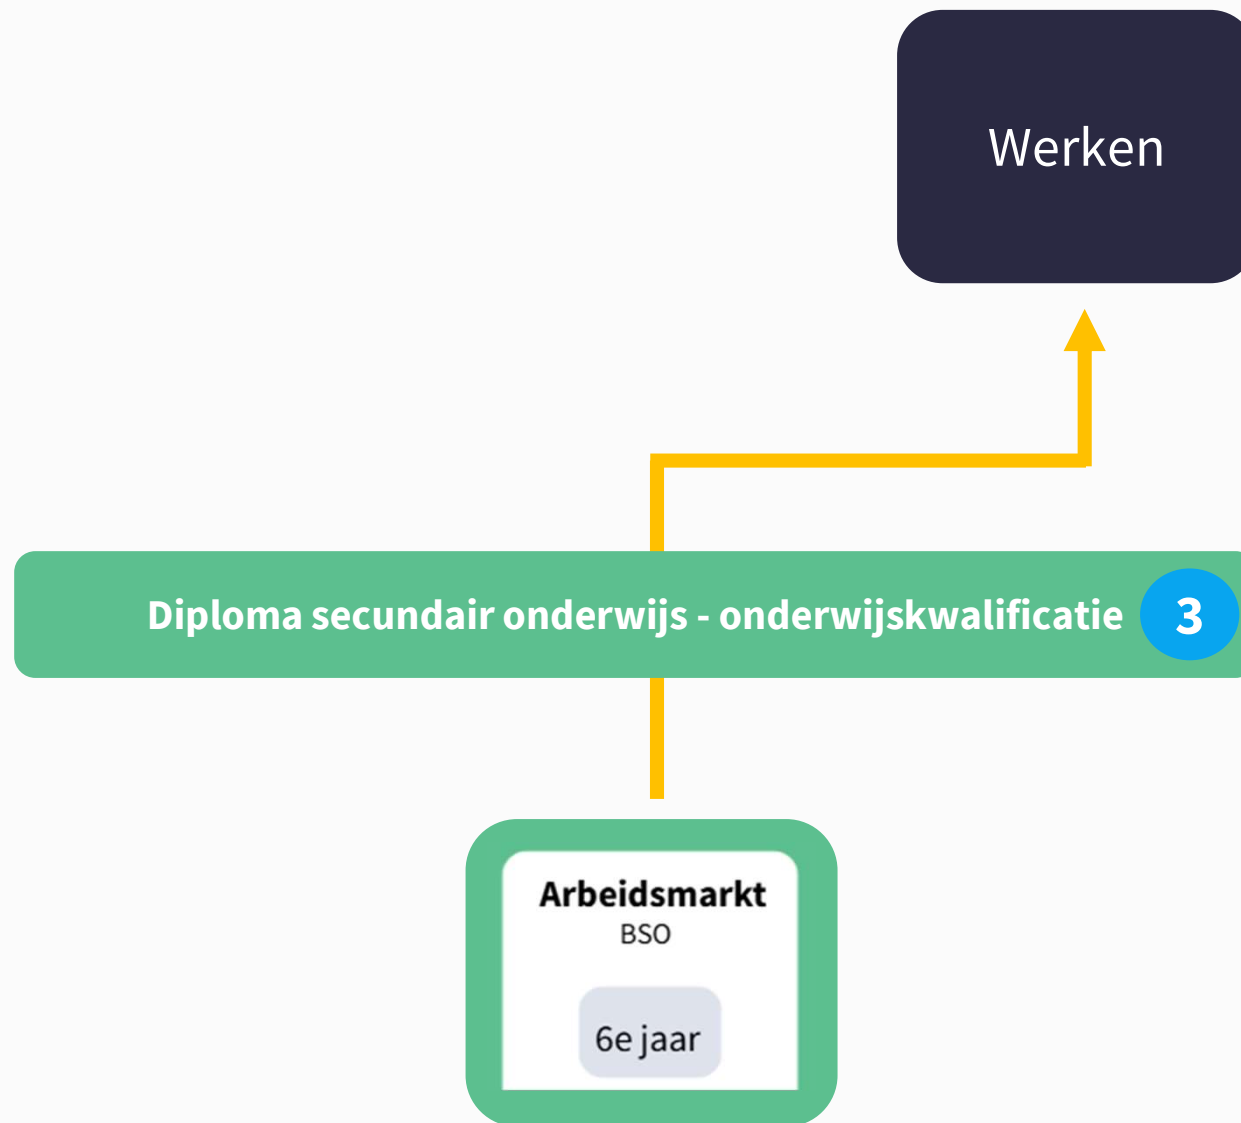 Werken
Diploma secundair onderwijs - onderwijskwalificatie 3
Arbeidsmarkt
BSO
6e jaar